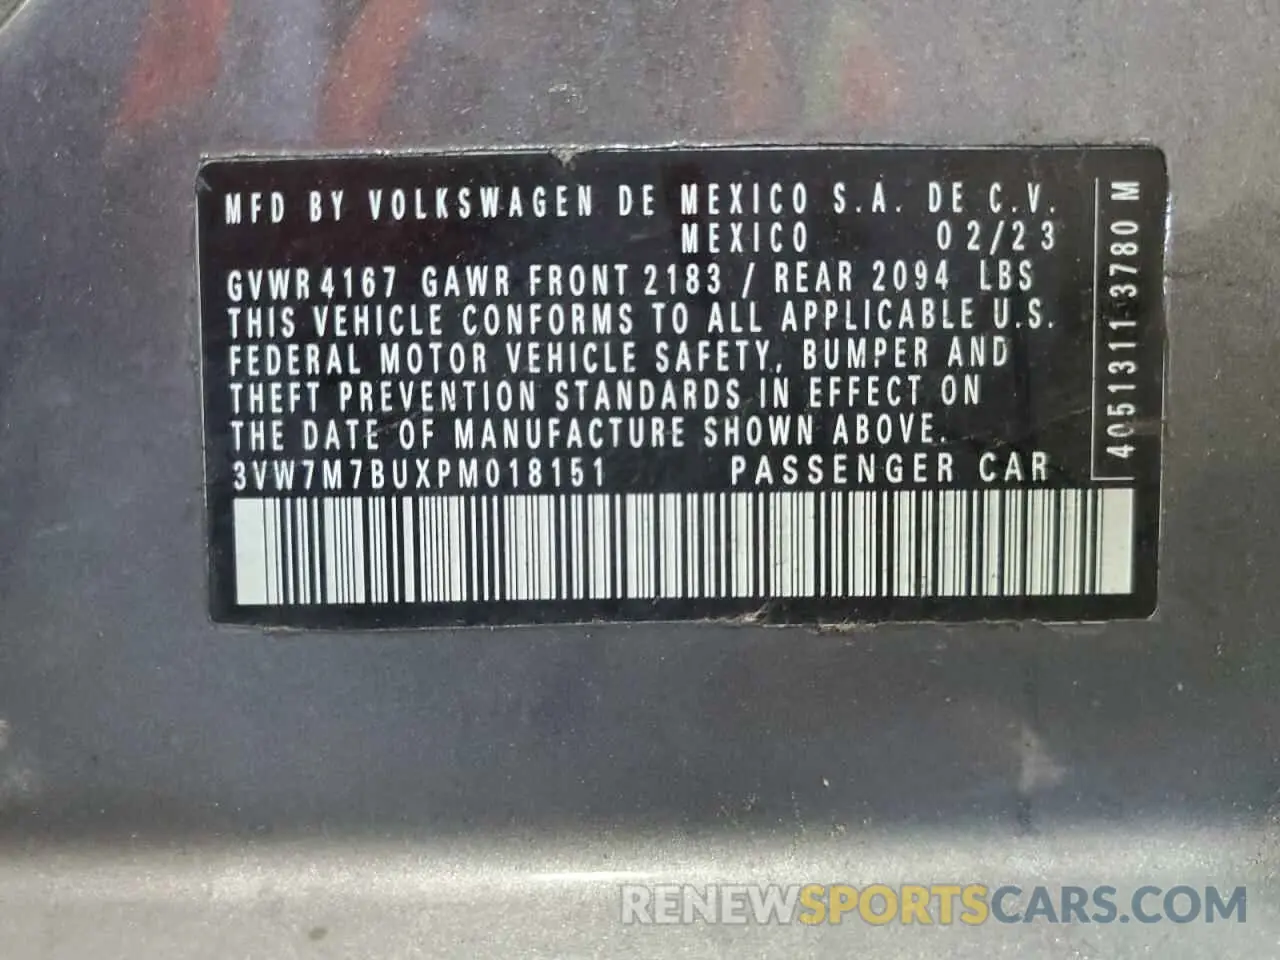 MFD BY VOLKSWAGEN DE MEXICO S.A. DE C.V.
MEXICO 02/23
GVWR 4167 GAWR FRONT 2183 / REAR 2094 LBS
THIS VEHICLE CONFORMS TO ALL APPLICABLE U.S.
FEDERAL MOTOR VEHICLE SAFETY, BUMPER AND
THEFT PREVENTION STANDARDS IN EFFECT ON
THE DATE OF MANUFACTURE SHOWN ABOVE.
3VW7M7BUXPM018151 PASSENGER CAR
4051311 3780 M
RENEWSPORTSCARS.COM